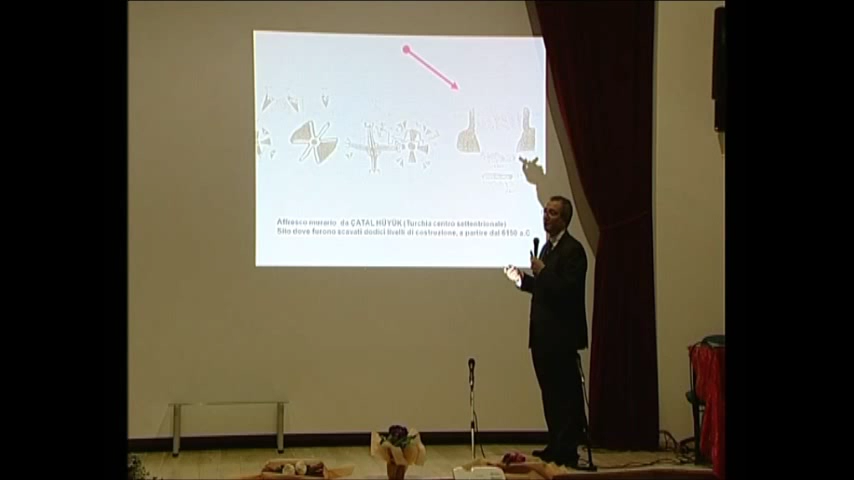 Affresco murario da ÇATAL HÜYÜK (Turchia centro settentrionale)
Sito dove furono scavati dodici livelli di costruzione, a partire dal 6150 a.C